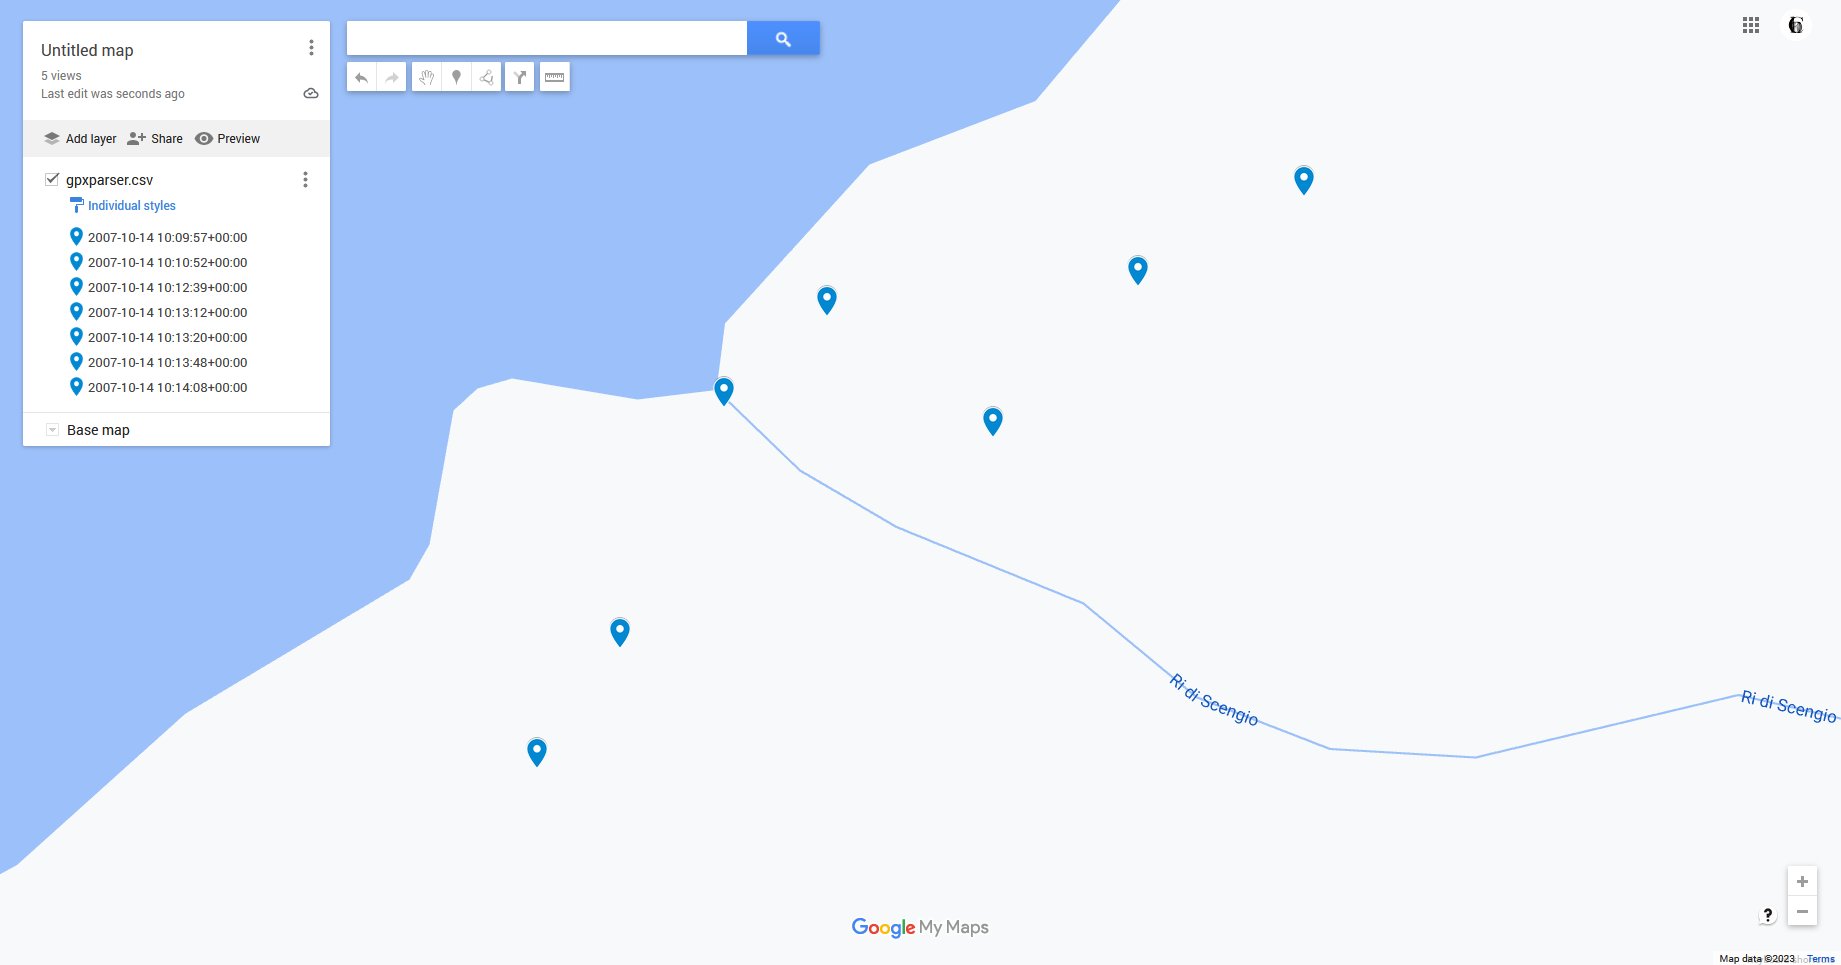 Untitled map
5 views
Last edit was seconds ago
Add layer Share Preview
gpxparser.csv
Individual styles
2007-10-14 10:09:57+00:00
2007-10-14 10:10:52+00:00
2007-10-14 10:12:39+00:00
2007-10-14 10:13:12+00:00
2007-10-14 10:13:20+00:00
2007-10-14 10:13:48+00:00
2007-10-14 10:14:08+00:00
Base map
Ri di Scengio
Ri di Scengio
Google My Maps
+
?
−
Map data ©2023 Terms